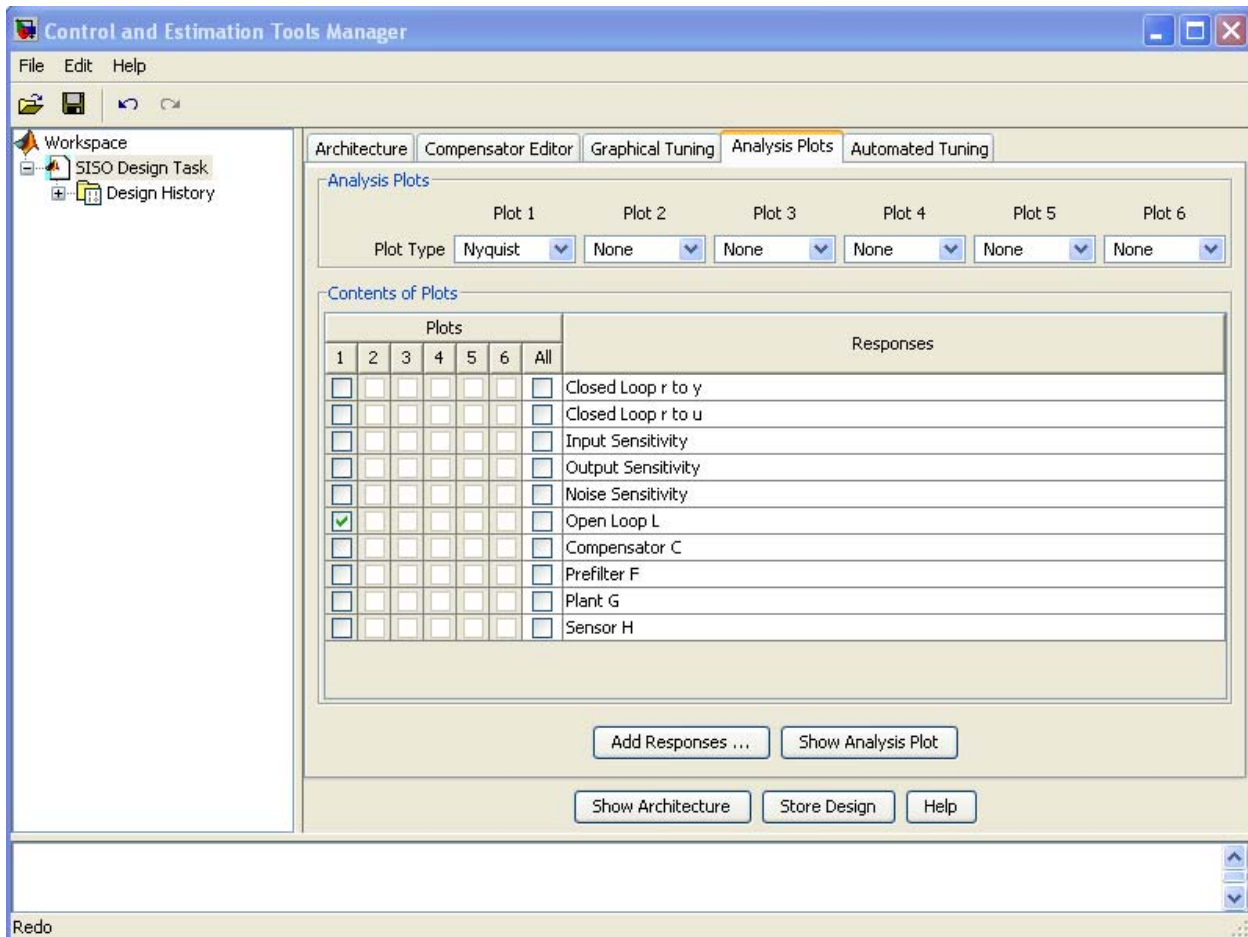 Control and Estimation Tools Manager
File Edit Help
Workspace
SISO Design Task
Design History
Architecture Compensator Editor Graphical Tuning Analysis Plots Automated Tuning
Analysis Plots
Plot 1 Plot 2 Plot 3 Plot 4 Plot 5 Plot 6
Plot Type Nyquist None None None None None
Contents of Plots
Plots
Responses
1 2 3 4 5 6 All
Closed Loop r to y
Closed Loop r to u
Input Sensitivity
Output Sensitivity
Noise Sensitivity
Open Loop L
Compensator C
Prefilter F
Plant G
Sensor H
Add Responses ... Show Analysis Plot
Show Architecture Store Design Help
Redo